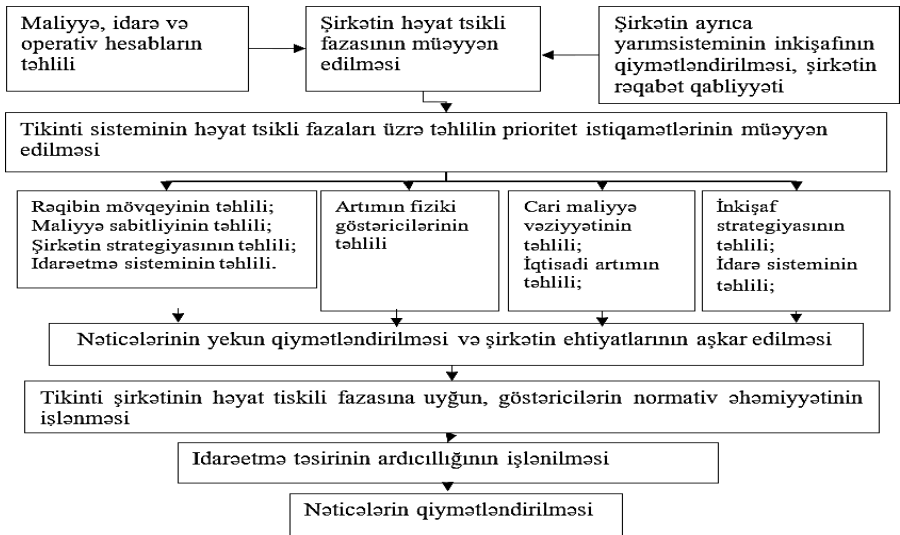 Maliyyə, idarə və
operativ hesabların
təhlili
Şirkətin həyat tsikli
fazasının müəyyən
edilməsi
Şirkətin ayrıca
yarımsisteminin inkişafının
qiymətləndirilməsi, şirkətin
rəqabət qabliyyəti
Tikinti sisteminin həyat tsikli fazaları üzrə təhlilin prioritet istiqamətlərinin müəyyən
edilməsi
Rəqibin mövqeyinin təhlili;
Maliyyə sabitliyinin təhlili;
Şirkətin strategiyasının təhlili;
Idarəetmə sisteminin təhlili.
Artımın fiziki
göstəricilərinin
təhlili
Cari maliyyə
vəziyyətinin
təhlili;
İqtisadi artımın
təhlili;
İnkişaf
strategiyasının
təhlili;
İdarə sisteminin
təhlili;
Nəticələrinin yekun qiymətləndirilməsi və şirkətin ehtiyatlarının aşkar edilməsi
Tikinti şirkətinin həyat tiskili fazasına uyğun, göstəricilərin normativ əhəmiyyətinin
işlənməsi
Idarəetmə təsirinin ardıcıllığının işlənilməsi
Nəticələrin qiymətləndirilməsi